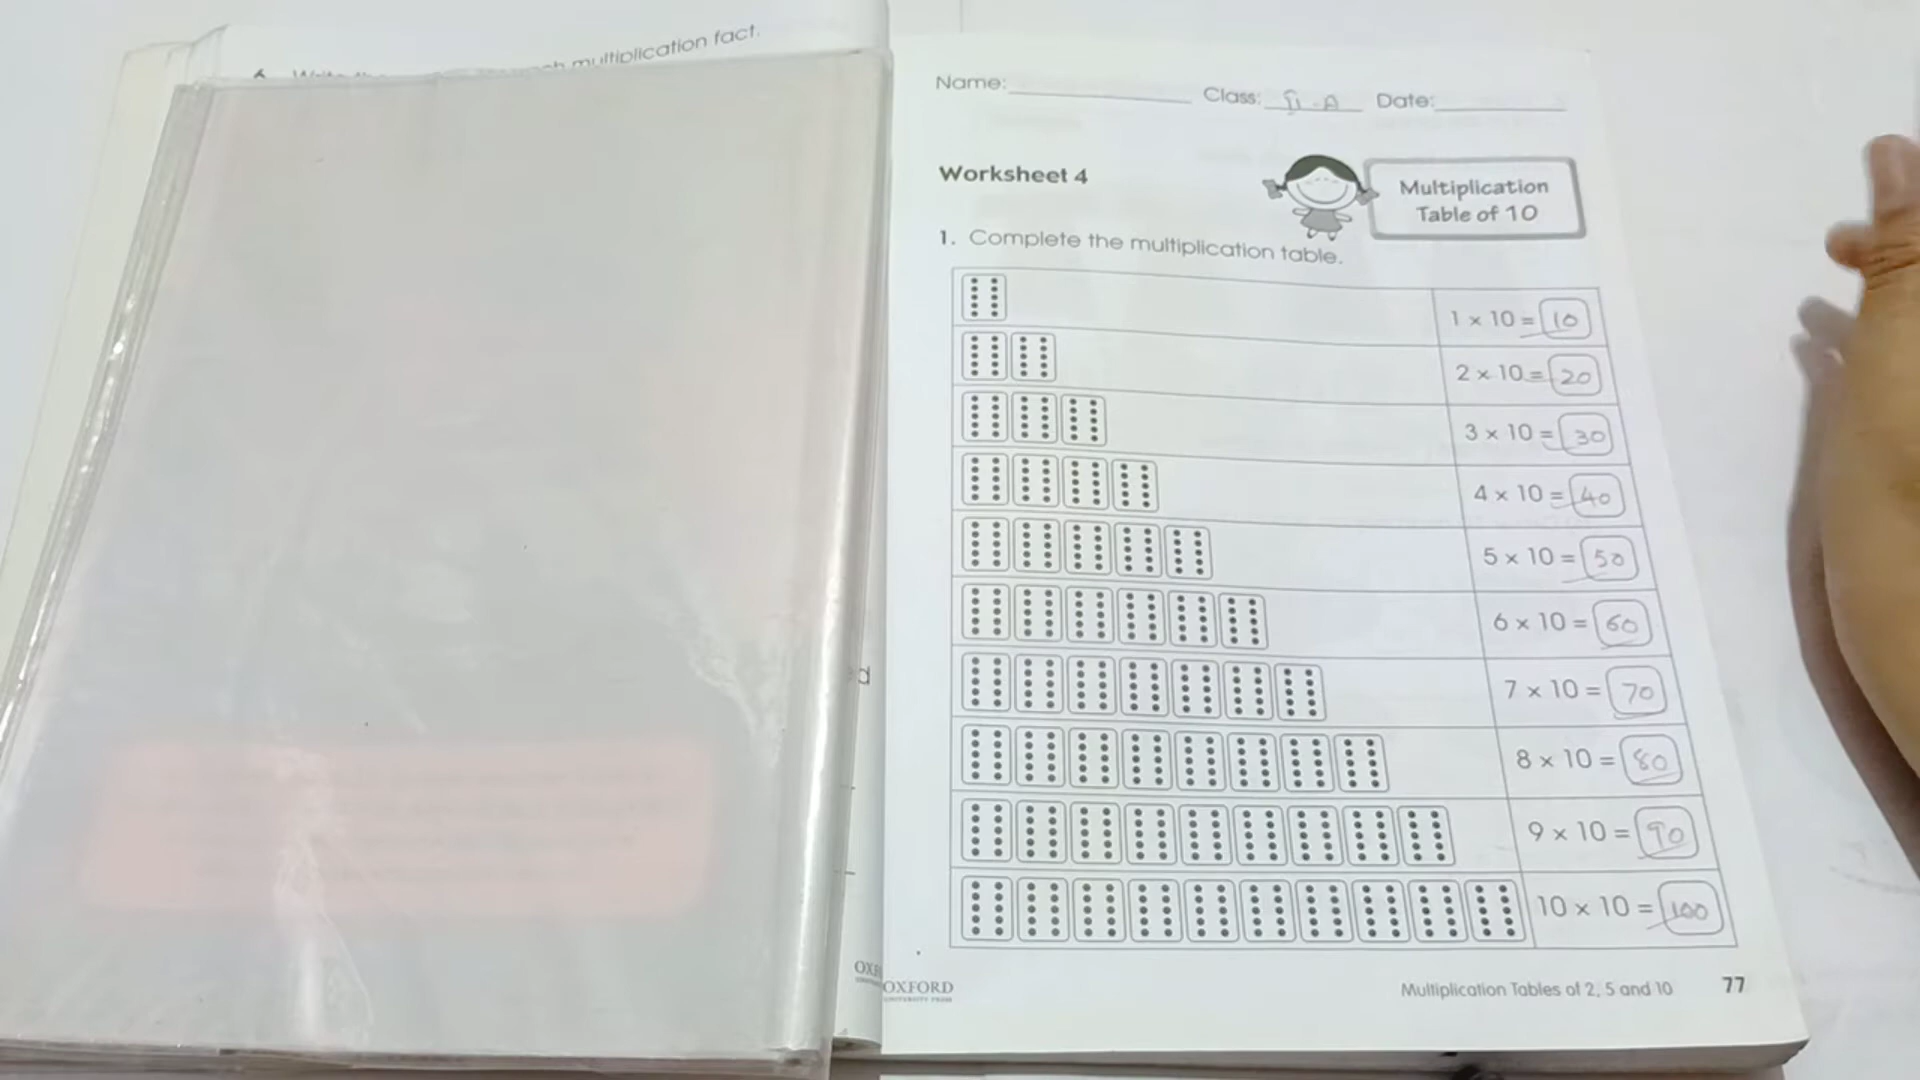 multiplication fact.
Name: Class: II-A Date:
Worksheet 4
Multiplication
Table of 10
1. Complete the multiplication table.
1 × 10 = 10
2 × 10 = 20
3 × 10 = 30
4 × 10 = 40
5 × 10 = 50
6 × 10 = 60
7 × 10 = 70
8 × 10 = 80
9 × 10 = 90
10 × 10 = 100
OXFORD
UNIVERSITY PRESS
Multiplication Tables of 2, 5 and 10 77